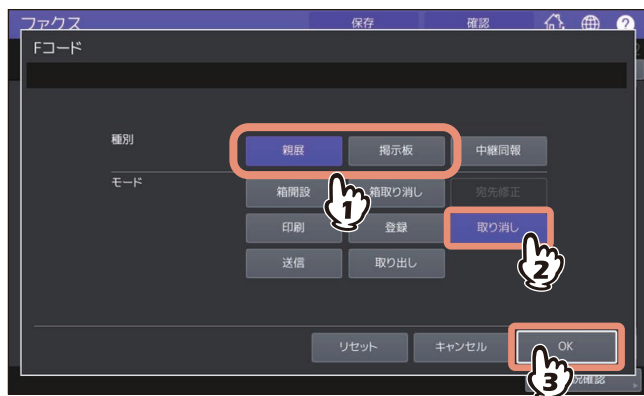 ファクス 保存 確認 ?
Fコード
種別 親展 掲示板 中継同報
モード 箱開設 箱取り消し 宛先修正
印刷 登録 取り消し
送信 取り出し
リセット キャンセル OK
況確認
1
2
3